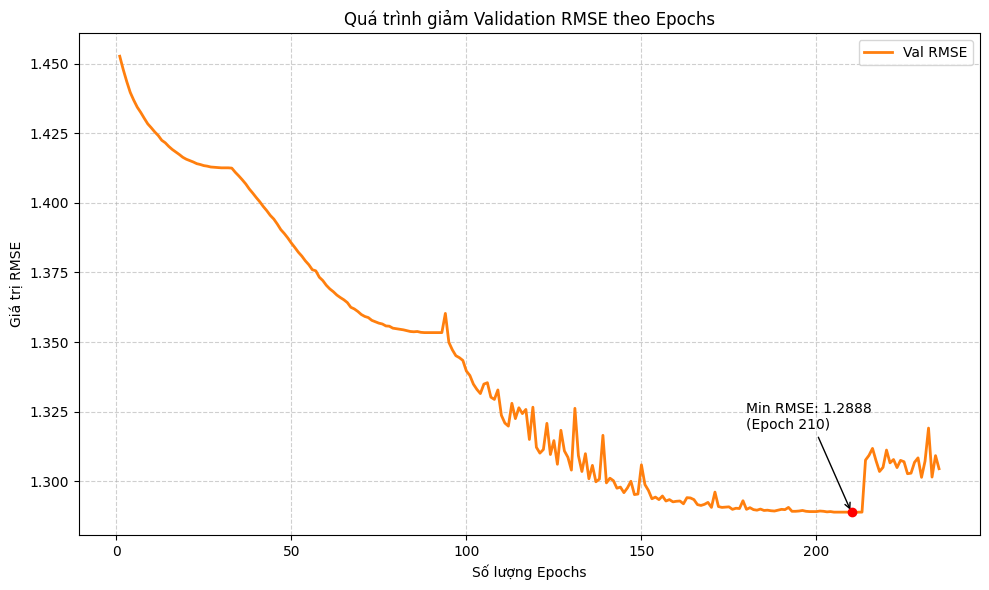 Quá trình giảm Validation RMSE theo Epochs
Val RMSE
Giá trị RMSE
1.450
1.425
1.400
1.375
1.350
1.325
1.300
Min RMSE: 1.2888
(Epoch 210)
0
50
100
150
200
Số lượng Epochs